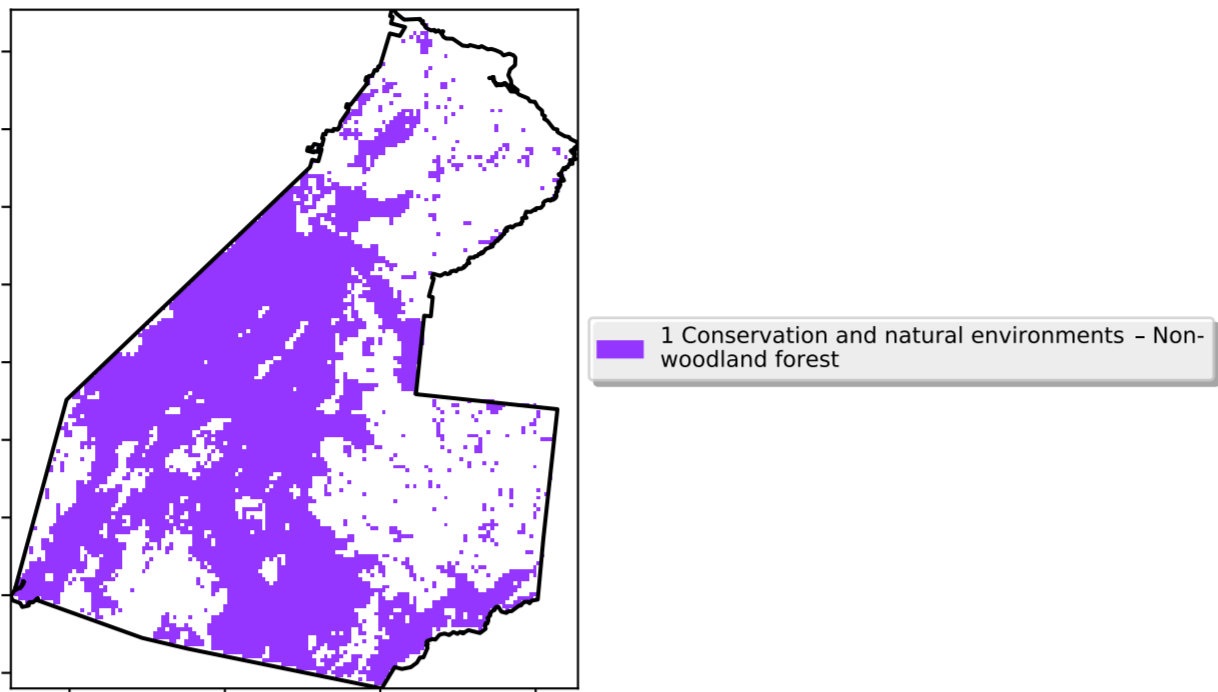 1 Conservation and natural environments – Non-
woodland forest